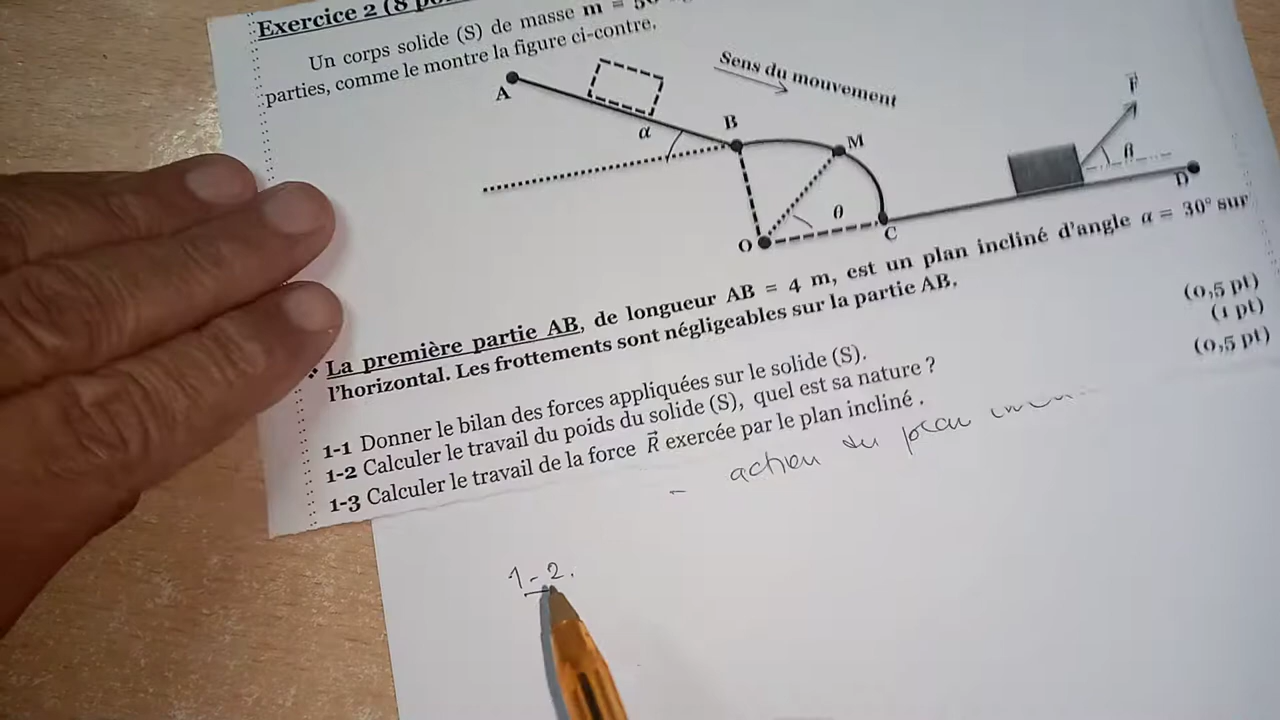 Exercice 2 (8
Un corps solide (S) de masse m =
parties, comme le montre la figure ci-contre.
Sens du mouvement
A
α
B
M
F
β
D
O
θ
C
La première partie AB, de longueur AB = 4 m, est un plan incliné d'angle α = 30° sur
l'horizontal. Les frottements sont négligeables sur la partie AB.
1-1 Donner le bilan des forces appliquées sur le solide (S). (0,5 pt)
1-2 Calculer le travail du poids du solide (S), quel est sa nature ? (1 pt)
1-3 Calculer le travail de la force R exercée par le plan incliné . (0,5 pt)
- action du plan
1-2.